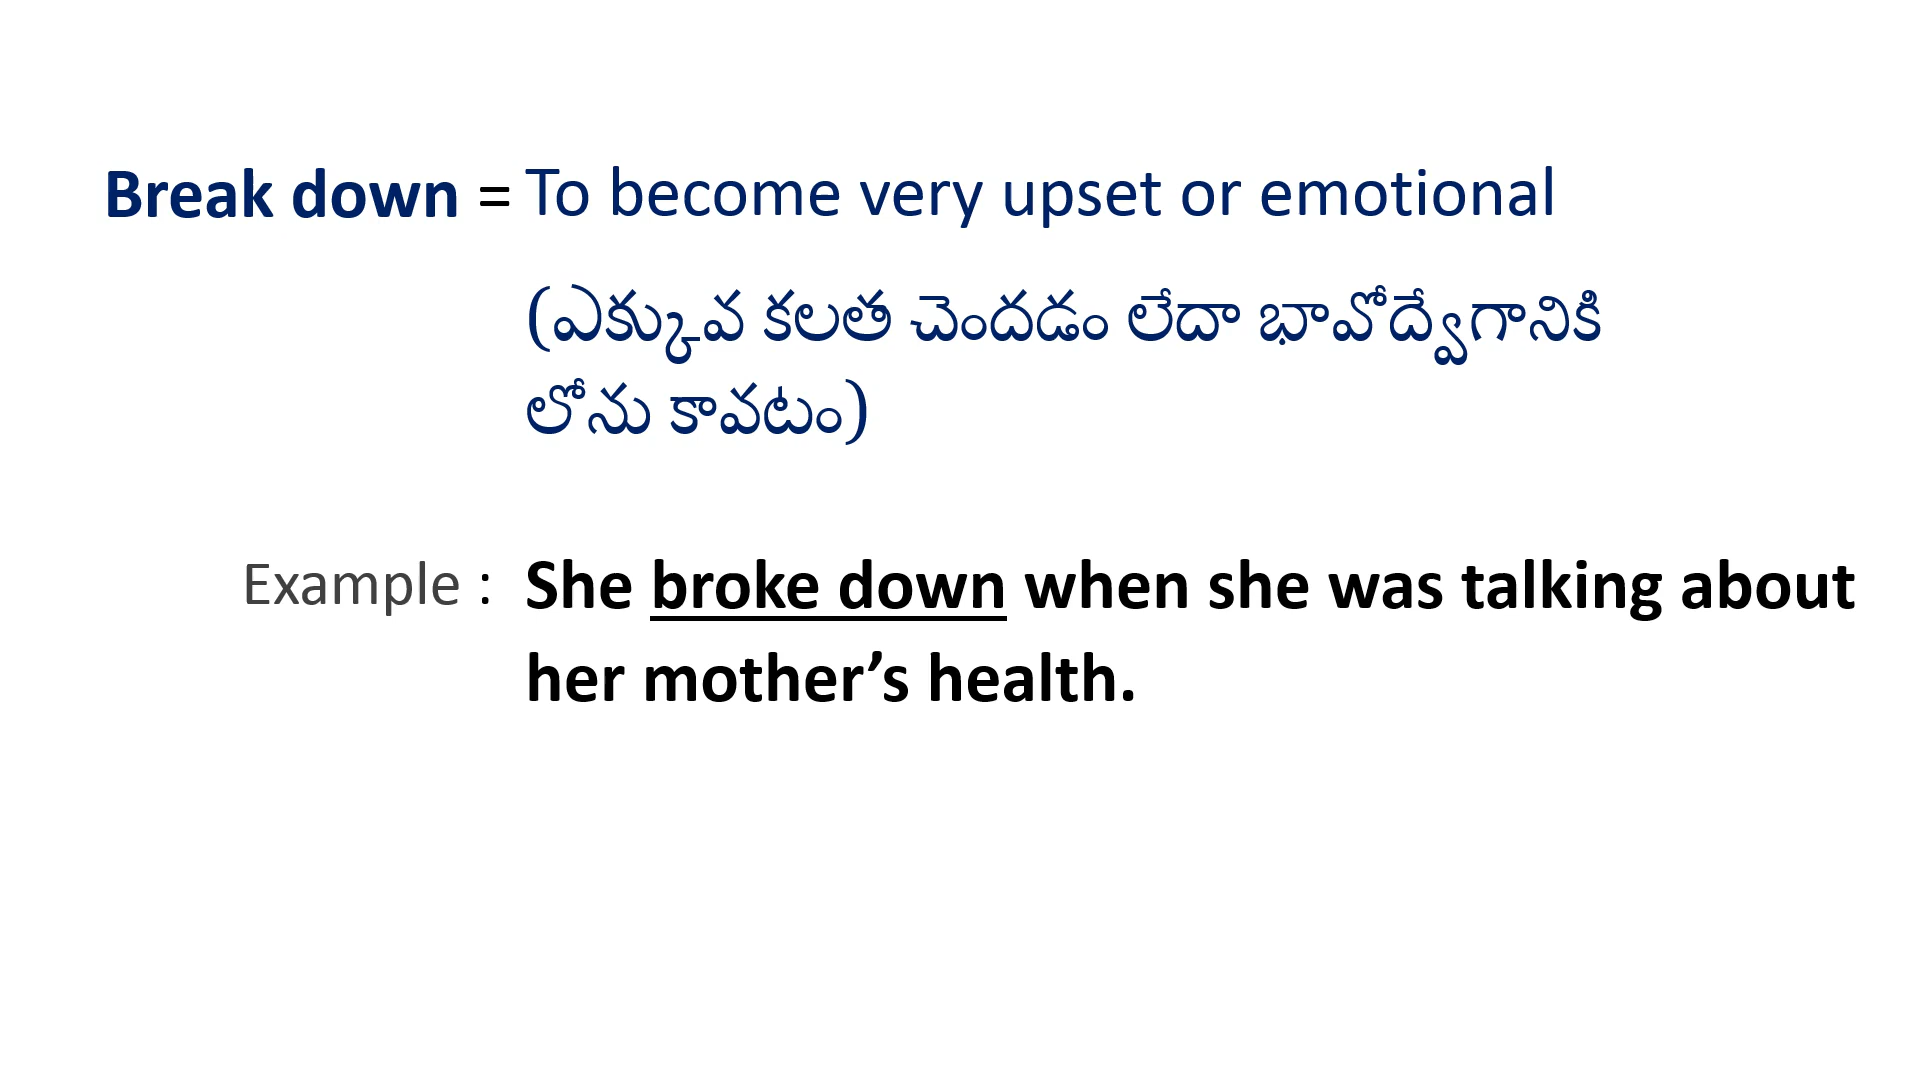 Break down = To become very upset or emotional
(ఎక్కువ కలత చెందడం లేదా భావోద్వేగానికి
లోను కావటం)
Example : She broke down when she was talking about
her mother’s health.